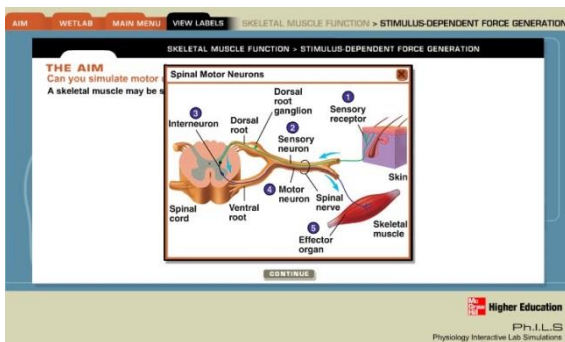 AIM WETLAB MAIN MENU VIEW LABELS SKELETAL MUSCLE FUNCTION > STIMULUS-DEPENDENT FORCE GENERATION
SKELETAL MUSCLE FUNCTION > STIMULUS-DEPENDENT FORCE GENERATION
THE AIM
Can you simulate motor
A skeletal muscle may be s
Spinal Motor Neurons
3
Interneuron
Dorsal
root
Dorsal
root
ganglion
1
Sensory
receptor
2
Sensory
neuron
Skin
4 Motor
neuron
Spinal
nerve
Spinal
cord
Ventral
root
5
Effector
organ
Skeletal
muscle
CONTINUE
Higher Education
Ph.I.L.S
Physiology Interactive Lab Simulations